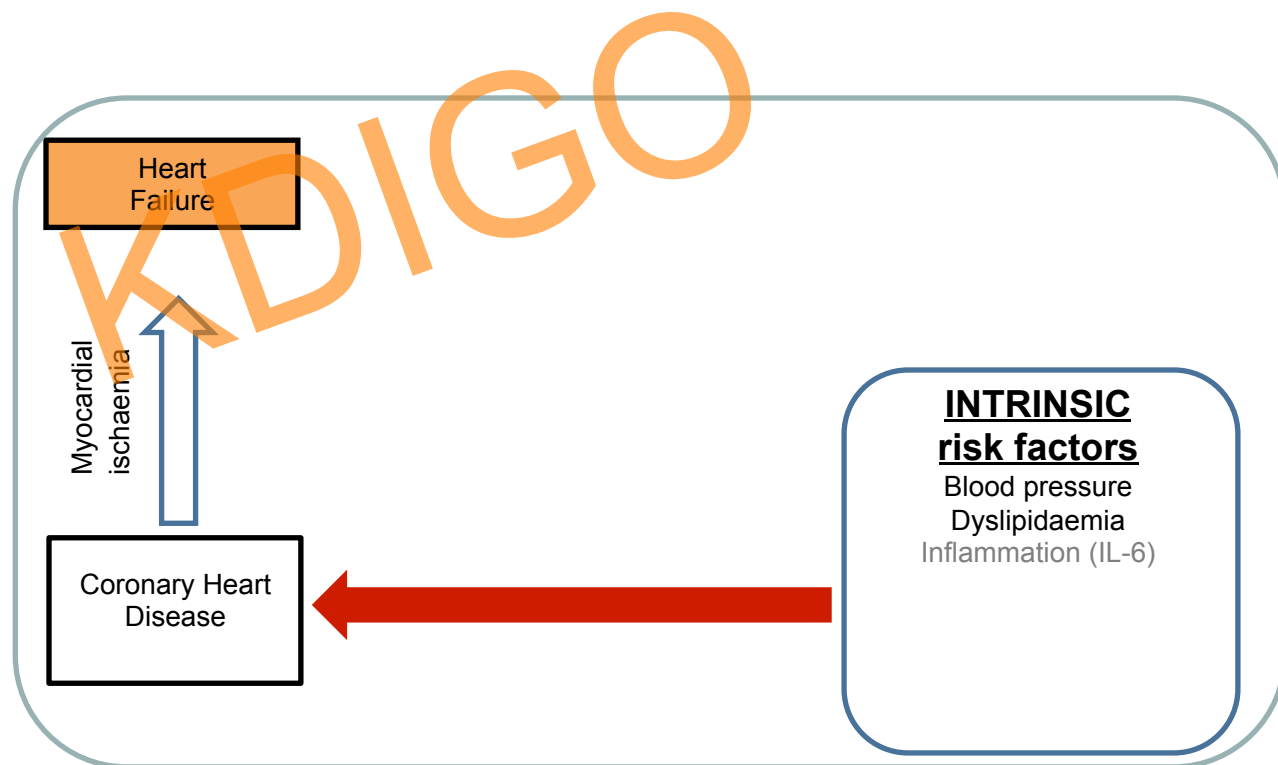 KDIGO
Heart
Failure
Myocardial
ischaemia
INTRINSIC
risk factors
Blood pressure
Dyslipidaemia
Inflammation (IL-6)
Coronary Heart
Disease